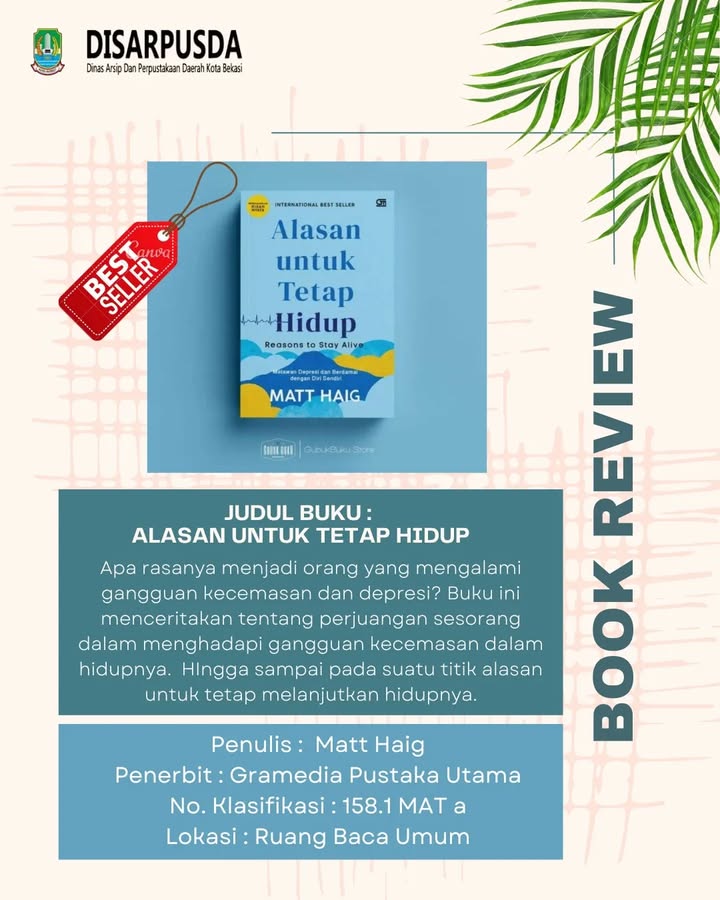 DISARPUSDA
Dinas Arsip Dan Perpustakaan Daerah Kota Bekasi
BEST
SELLER
Canva
INTERNATIONAL BEST SELLER
Alasan
untuk
Tetap
Hidup
Reasons to Stay Alive
Melawan Depresi dan Berdamai
dengan Diri Sendiri
MATT HAIG
GUBUK BUKU
GubukBuku Store
BOOK REVIEW
JUDUL BUKU :
ALASAN UNTUK TETAP HIDUP
Apa rasanya menjadi orang yang mengalami
gangguan kecemasan dan depresi? Buku ini
menceritakan tentang perjuangan sesorang
dalam menghadapi gangguan kecemasan dalam
hidupnya.  HIngga sampai pada suatu titik alasan
untuk tetap melanjutkan hidupnya.
Penulis :  Matt Haig
Penerbit : Gramedia Pustaka Utama
No. Klasifikasi : 158.1 MAT a
Lokasi : Ruang Baca Umum